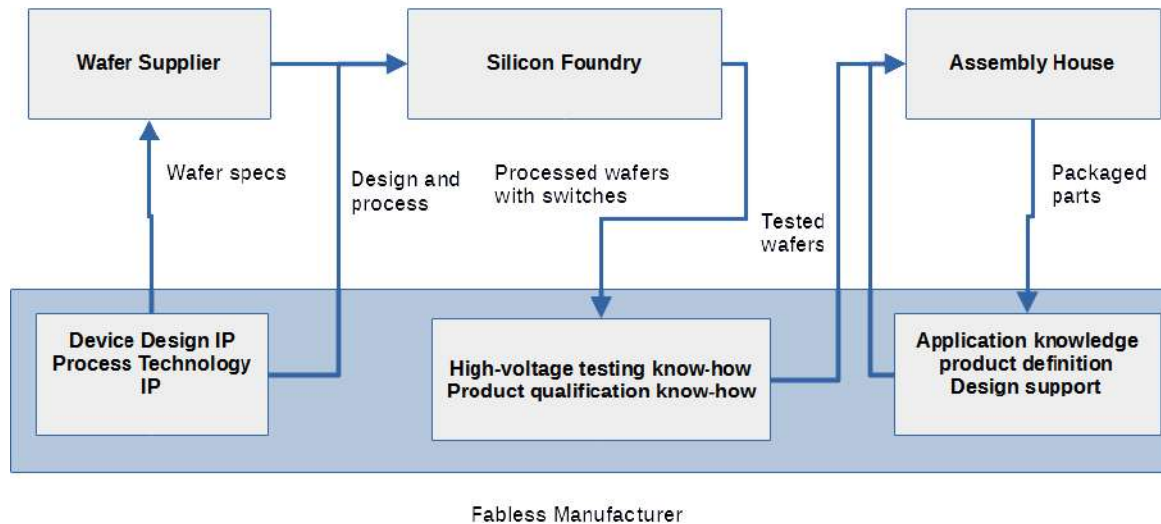 Wafer Supplier
Silicon Foundry
Assembly House
Wafer specs
Design and
process
Processed wafers
with switches
Tested
wafers
Packaged
parts
Device Design IP
Process Technology
IP
High-voltage testing know-how
Product qualification know-how
Application knowledge
product definition
Design support
Fabless Manufacturer